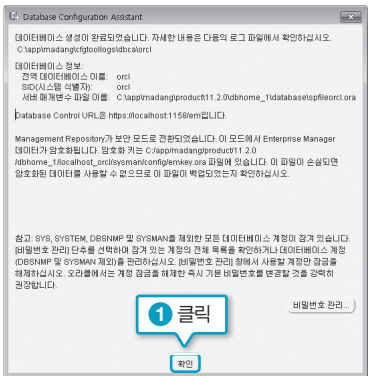 Database Configuration Assistant
데이터베이스 생성이 완료되었습니다. 자세한 내용은 다음의 로그 파일에서 확인하십시오.
C:\app\madang\cfgtoollogs\dbca\orcl
데이터베이스 정보:
전역 데이터베이스 이름: orcl
SID(시스템 식별자): orcl
서버 매개변수 파일 이름: C:\app\madang\product\11.2.0\dbhome_1\database\spfileorcl.ora
Database Control URL은 https://localhost:1158/em입니다.
Management Repository가 보안 모드로 전환되었습니다. 이 모드에서 Enterprise Manager
데이터가 암호화됩니다. 암호화 키는 C:/app/madang/product/11.2.0
/dbhome_1/localhost_orcl/sysman/config/emkey.ora 파일에 있습니다. 이 파일이 손실되면
암호화된 데이터를 사용할 수 없으므로 이 파일이 백업되었는지 확인하십시오.
참고: SYS, SYSTEM, DBSNMP 및 SYSMAN을 제외한 모든 데이터베이스 계정이 잠겨 있습니다.
[비밀번호 관리] 단추를 선택하여 잠겨 있는 계정의 전체 목록을 확인하거나 데이터베이스 계정
(DBSNMP 및 SYSMAN 제외)을 관리하십시오. [비밀번호 관리] 창에서 사용할 계정만 잠금을
해제하십시오. 오라클에서는 계정 잠금을 해제한 즉시 기본 비밀번호를 변경할 것을 강력히
권장합니다.
비밀번호 관리...
1 클릭
확인